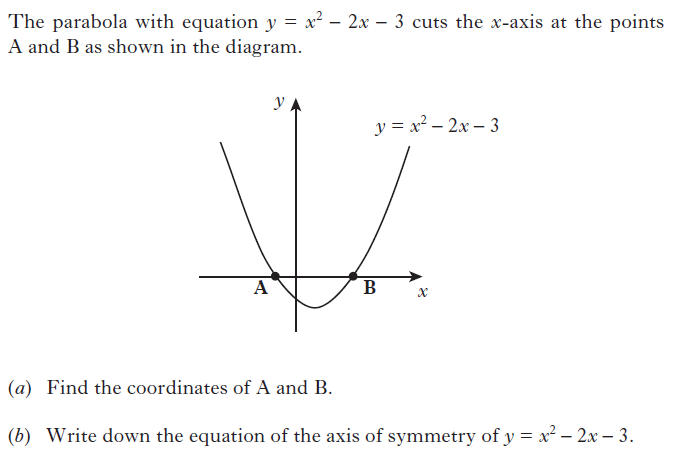 The parabola with equation y = x² – 2x – 3 cuts the x-axis at the points
A and B as shown in the diagram.
y
y = x² – 2x – 3
A
B
x
(a) Find the coordinates of A and B.
(b) Write down the equation of the axis of symmetry of y = x² – 2x – 3.